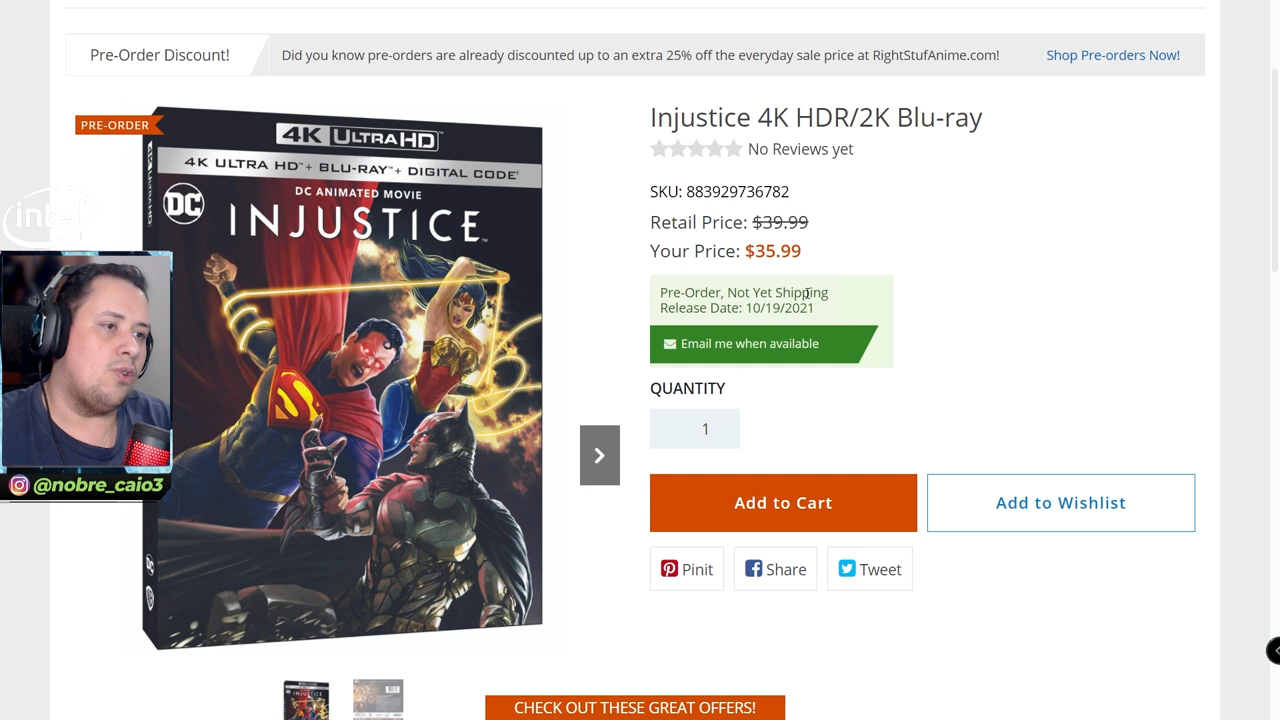 Pre-Order Discount!
Did you know pre-orders are already discounted up to an extra 25% off the everyday sale price at RightStufAnime.com!
Shop Pre-orders Now!
PRE-ORDER
4K ULTRAHD
4K ULTRA HD + BLU-RAY + DIGITAL CODE
DC
DC ANIMATED MOVIE
INJUSTICE
Injustice 4K HDR/2K Blu-ray
No Reviews yet
SKU: 883929736782
Retail Price: $39.99
Your Price: $35.99
Pre-Order, Not Yet Shipping
Release Date: 10/19/2021
Email me when available
QUANTITY
1
Add to Cart
Add to Wishlist
Pinit
Share
Tweet
intel
@nobre_caio3
INJUSTICE
CHECK OUT THESE GREAT OFFERS!